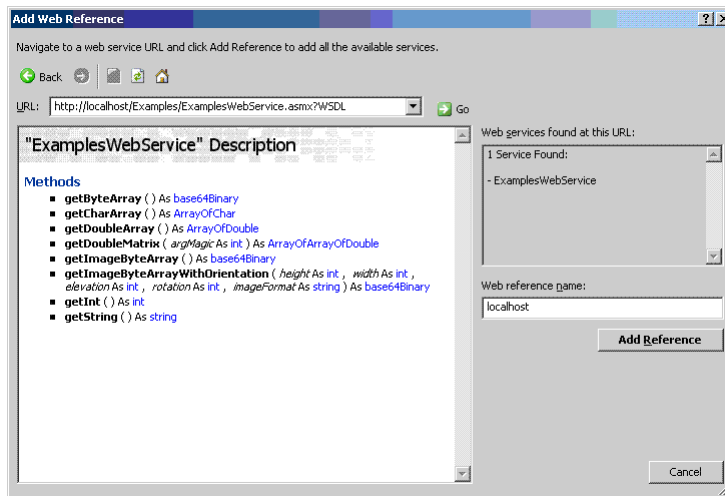 Add Web Reference
Navigate to a web service URL and click Add Reference to add all the available services.
Back
URL: http://localhost/Examples/ExamplesWebService.asmx?WSDL Go
"ExamplesWebService" Description
Methods
getByteArray ( ) As base64Binary
getCharArray ( ) As ArrayOfChar
getDoubleArray ( ) As ArrayOfDouble
getDoubleMatrix ( argMagic As int ) As ArrayOfArrayOfDouble
getImageByteArray ( ) As base64Binary
getImageByteArrayWithOrientation ( height As int , width As int ,
elevation As int , rotation As int , imageFormat As string ) As base64Binary
getInt ( ) As int
getString ( ) As string
Web services found at this URL:
1 Service Found:
- ExamplesWebService
Web reference name:
localhost
Add Reference
Cancel